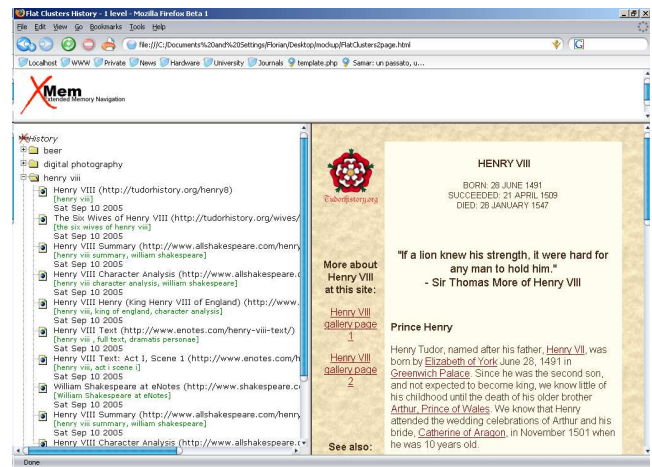 Flat Clusters History - 1 level - Mozilla Firefox Beta 1
File Edit View Go Bookmarks Tools Help
file:///C:/Documents%20and%20Settings/Florian/Desktop/mockup/FlatClusters2page.html
Localhost WWW Private News Hardware University Journals template.php Samar: un passato, u...
XMem
Extended Memory Navigation
History
beer
digital photography
henry viii
Henry VIII (http://tudorhistory.org/henry8)
[henry viii]
Sat Sep 10 2005
The Six Wives of Henry VIII (http://tudorhistory.org/wives/
[the six wives of henry viii]
Sat Sep 10 2005
Henry VIII Summary (http://www.allshakespeare.com/henry
[henry viii summary, william shakespeare]
Sat Sep 10 2005
Henry VIII Character Analysis (http://www.allshakespeare.c
[henry viii character analysis, william shakespeare]
Sat Sep 10 2005
Henry VIII Henry (King Henry VIII of England) (http://www.
[henry viii, king of england, character analysis]
Sat Sep 10 2005
Henry VIII Text (http://www.enotes.com/henry-viii-text/)
[henry viii , full text, dramatis personae]
Sat Sep 10 2005
Henry VIII Text: Act I, Scene 1 (http://www.enotes.com/h
[henry viii, act i scene i]
Sat Sep 10 2005
William Shakespeare at eNotes (http://www.shakespeare.co
[William Shakespeare at eNotes]
Sat Sep 10 2005
Henry VIII Summary (http://www.allshakespeare.com/henry
[henry viii summary, william shakespeare]
Sat Sep 10 2005
Henry VIII Character Analysis (http://www.allshakespeare.c
Tudorhistory.org
More about
Henry VIII
at this site:
Henry VIII
gallery page
1
Henry VIII
gallery page
2
See also:
HENRY VIII
BORN: 28 JUNE 1491
SUCCEEDED: 21 APRIL 1509
DIED: 28 JANUARY 1547
"If a lion knew his strength, it were hard for
any man to hold him."
- Sir Thomas More of Henry VIII
Prince Henry
Henry Tudor, named after his father, Henry VII, was
born by Elizabeth of York June 28, 1491 in
Greenwich Palace. Since he was the second son,
and not expected to become king, we know little of
his childhood until the death of his older brother
Arthur, Prince of Wales. We know that Henry
attended the wedding celebrations of Arthur and his
bride, Catherine of Aragon, in November 1501 when
he was 10 years old.
Done